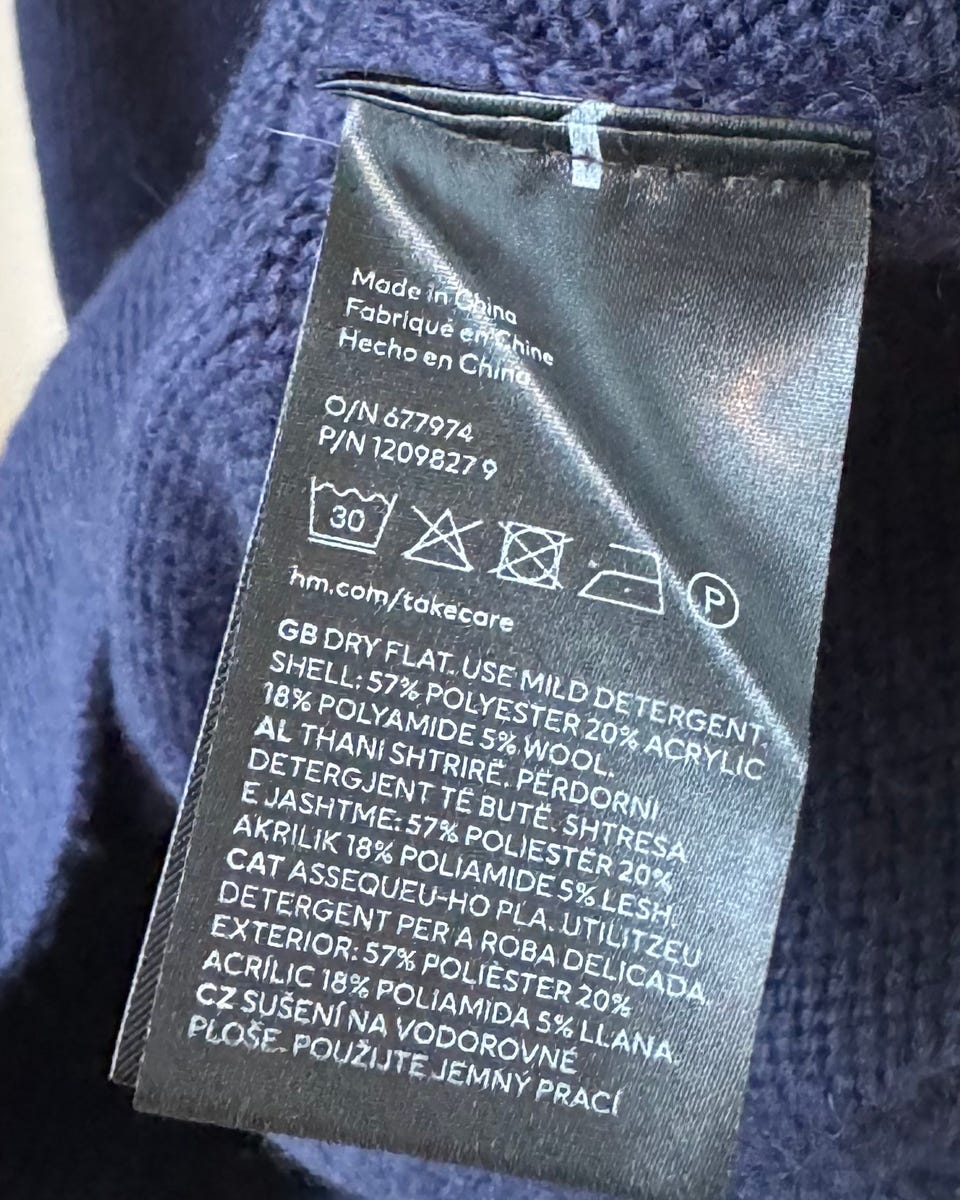 Made in China
Fabriqué en Chine
Hecho en China
O/N 677974
P/N 1209827 9
30
P
hm.com/takecare
GB DRY FLAT. USE MILD DETERGENT.
SHELL: 57% POLYESTER 20% ACRYLIC
18% POLYAMIDE 5% WOOL.
AL THANI SHTRIRË. PËRDORNI
DETERGJENT TË BUTË. SHTRESA
E JASHTME: 57% POLIESTËR 20%
AKRILIK 18% POLIAMIDE 5% LESH.
CAT ASSEQUEU-HO PLA. UTILITZEU
DETERGENT PER A ROBA DELICADA
EXTERIOR: 57% POLIÈSTER 20%
ACRÍLIC 18% POLIAMIDA 5% LLANA.
CZ SUŠENÍ NA VODOROVNÉ
PLOŠE. POUŽIJTE JEMNÝ PRACÍ